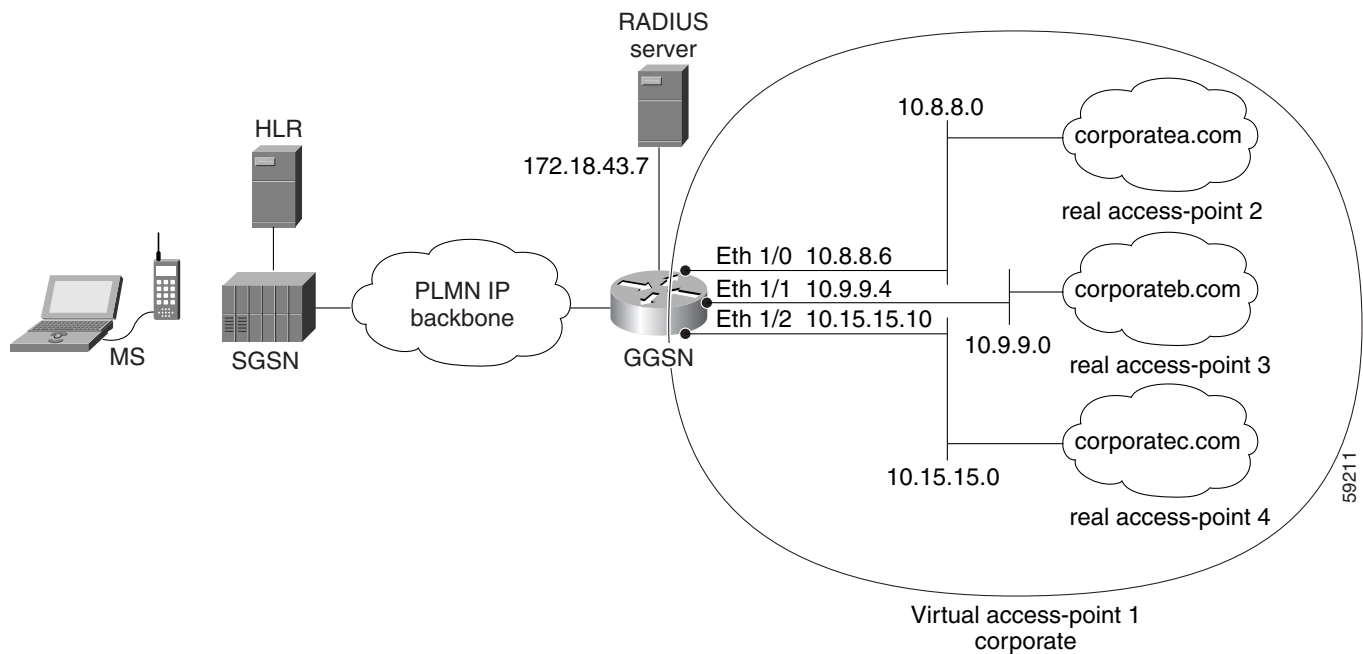 RADIUS
server
HLR
172.18.43.7
10.8.8.0
corporatea.com
real access-point 2
Eth 1/0 10.8.8.6
Eth 1/1 10.9.9.4
Eth 1/2 10.15.15.10
corporateb.com
10.9.9.0
real access-point 3
PLMN IP
backbone
MS
SGSN
GGSN
corporatec.com
10.15.15.0
real access-point 4
59211
Virtual access-point 1
corporate